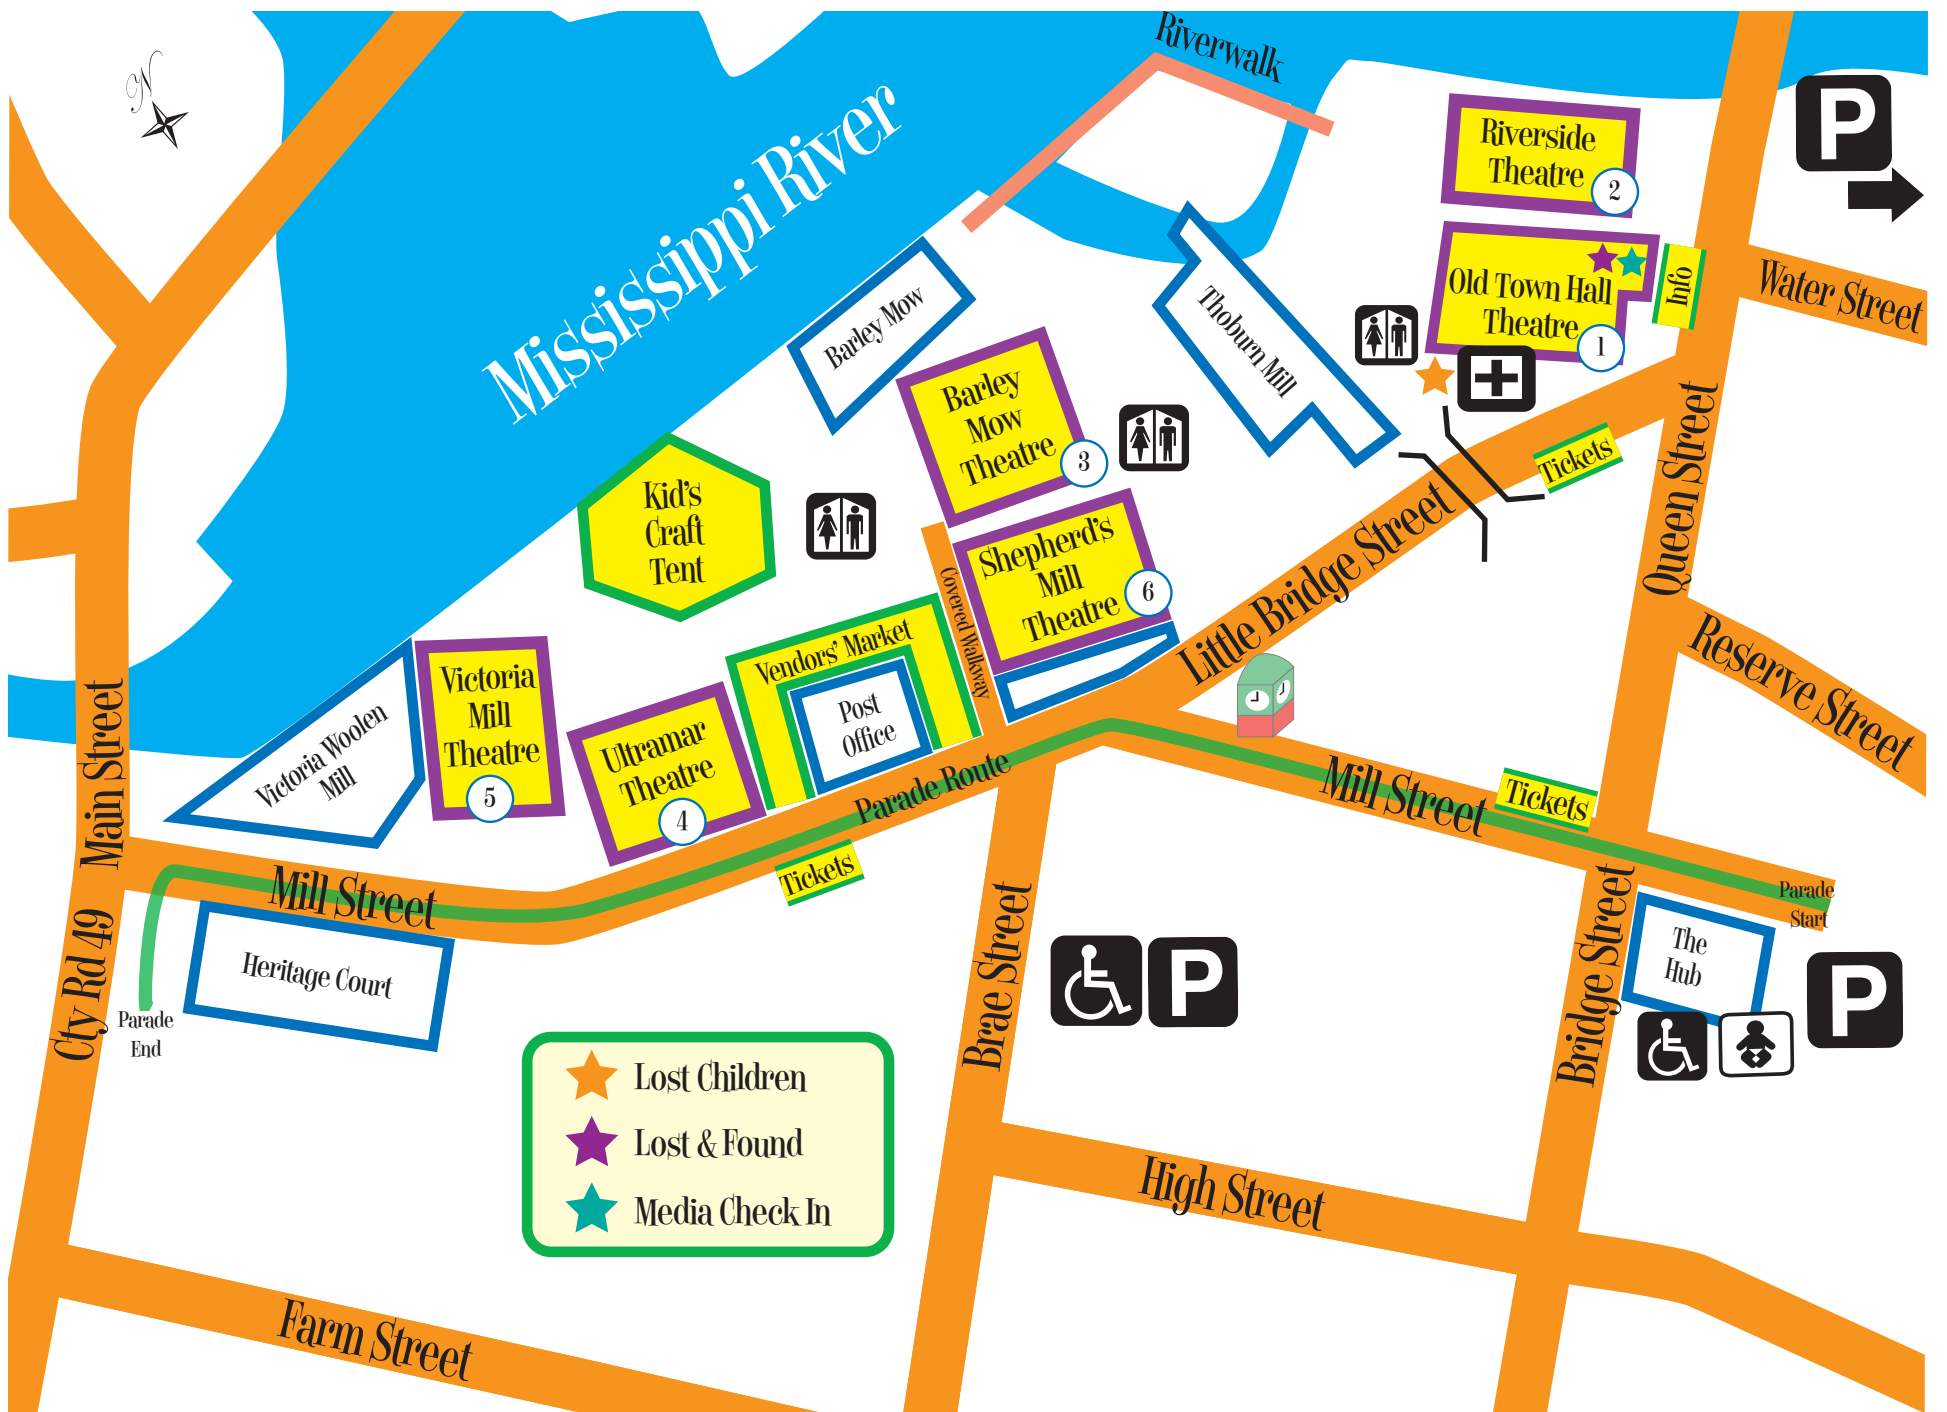 N
Riverwalk
Mississippi River
P
Riverside
Theatre
2
Old Town Hall
Theatre
1
Info
Water Street
Barley Mow
Thoburn Mill
Barley
Mow
Theatre
3
Kid's
Craft
Tent
Tickets
Queen Street
Shepherd's
Mill
Theatre
6
Covered Walkway
Little Bridge Street
Reserve Street
Vendors' Market
Post
Office
Victoria
Mill
Theatre
5
Ultramar
Theatre
4
Victoria Woolen
Mill
Main Street
Parade Route
Mill Street
Tickets
Tickets
Mill Street
Parade
Start
Heritage Court
Cty Rd 49
Parade
End
Brae Street
P
Bridge Street
The
Hub
P
Lost Children
Lost & Found
Media Check In
High Street
Farm Street